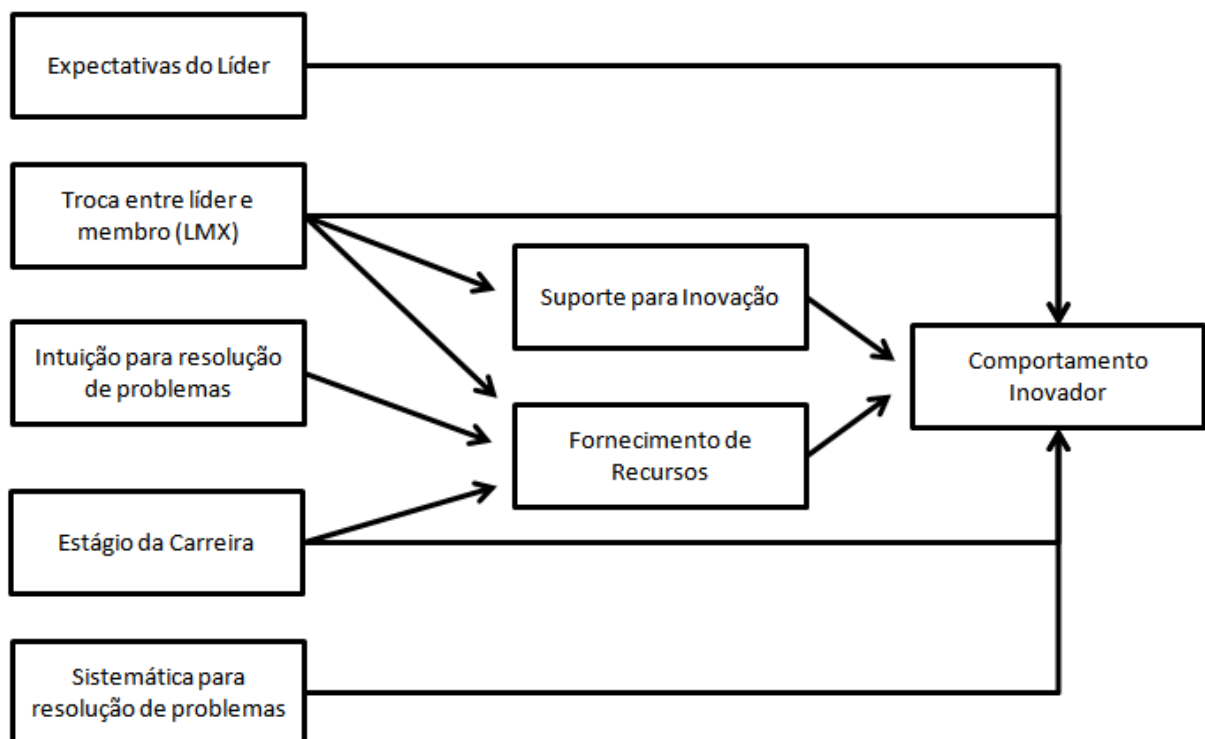 Expectativas do Líder
Troca entre líder e
membro (LMX)
Suporte para Inovação
Intuição para resolução
de problemas
Comportamento
Inovador
Fornecimento de
Recursos
Estágio da Carreira
Sistemática para
resolução de problemas